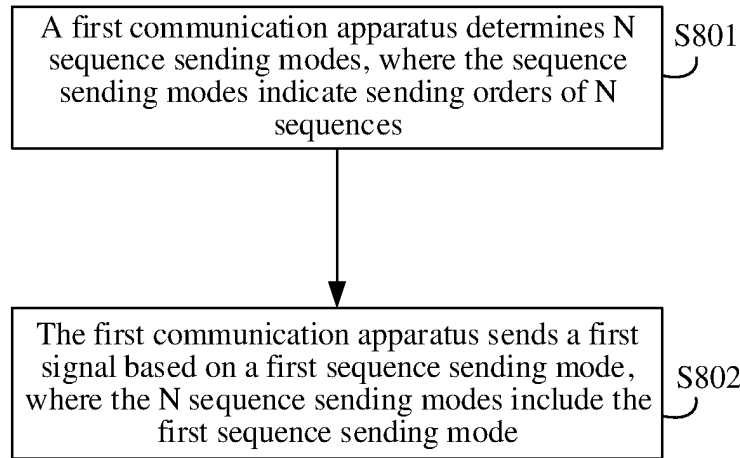 A first communication apparatus determines N
sequence sending modes, where the sequence
sending modes indicate sending orders of N
sequences
S801
The first communication apparatus sends a first
signal based on a first sequence sending mode,
where the N sequence sending modes include the
first sequence sending mode
S802